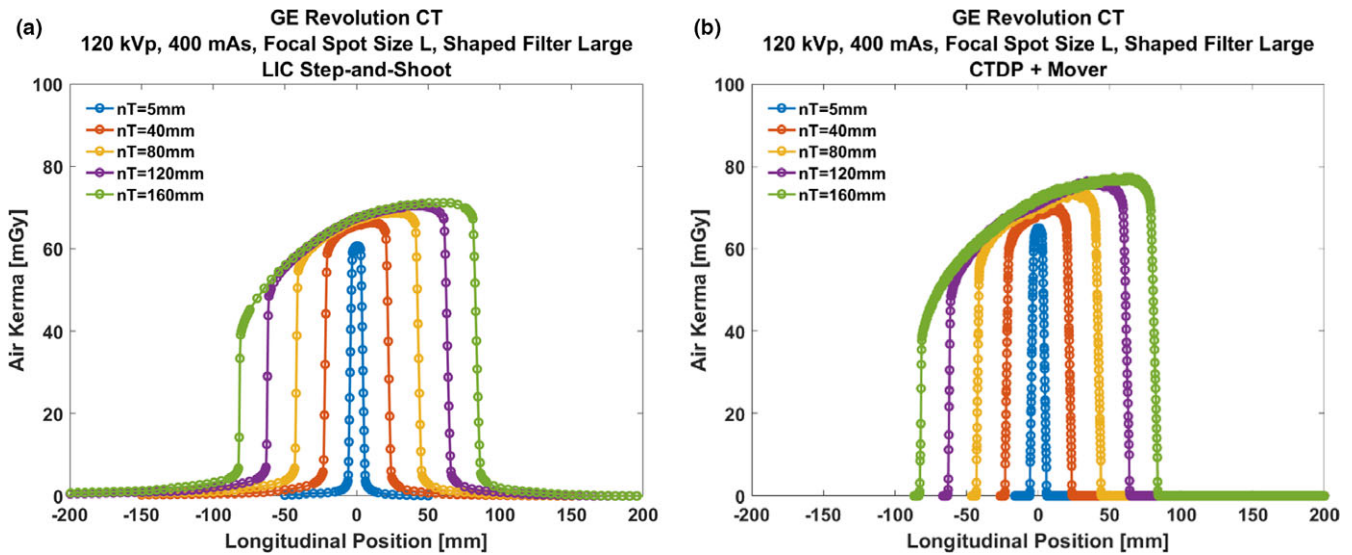 (a)
GE Revolution CT
120 kVp, 400 mAs, Focal Spot Size L, Shaped Filter Large
LIC Step-and-Shoot
100
80
60
40
20
0
Air Kerma [mGy]
nT=5mm
nT=40mm
nT=80mm
nT=120mm
nT=160mm
-200 -150 -100 -50 0 50 100 150 200
Longitudinal Position [mm]
(b)
GE Revolution CT
120 kVp, 400 mAs, Focal Spot Size L, Shaped Filter Large
CTDP + Mover
100
80
60
40
20
0
Air Kerma [mGy]
nT=5mm
nT=40mm
nT=80mm
nT=120mm
nT=160mm
-200 -150 -100 -50 0 50 100 150 200
Longitudinal Position [mm]